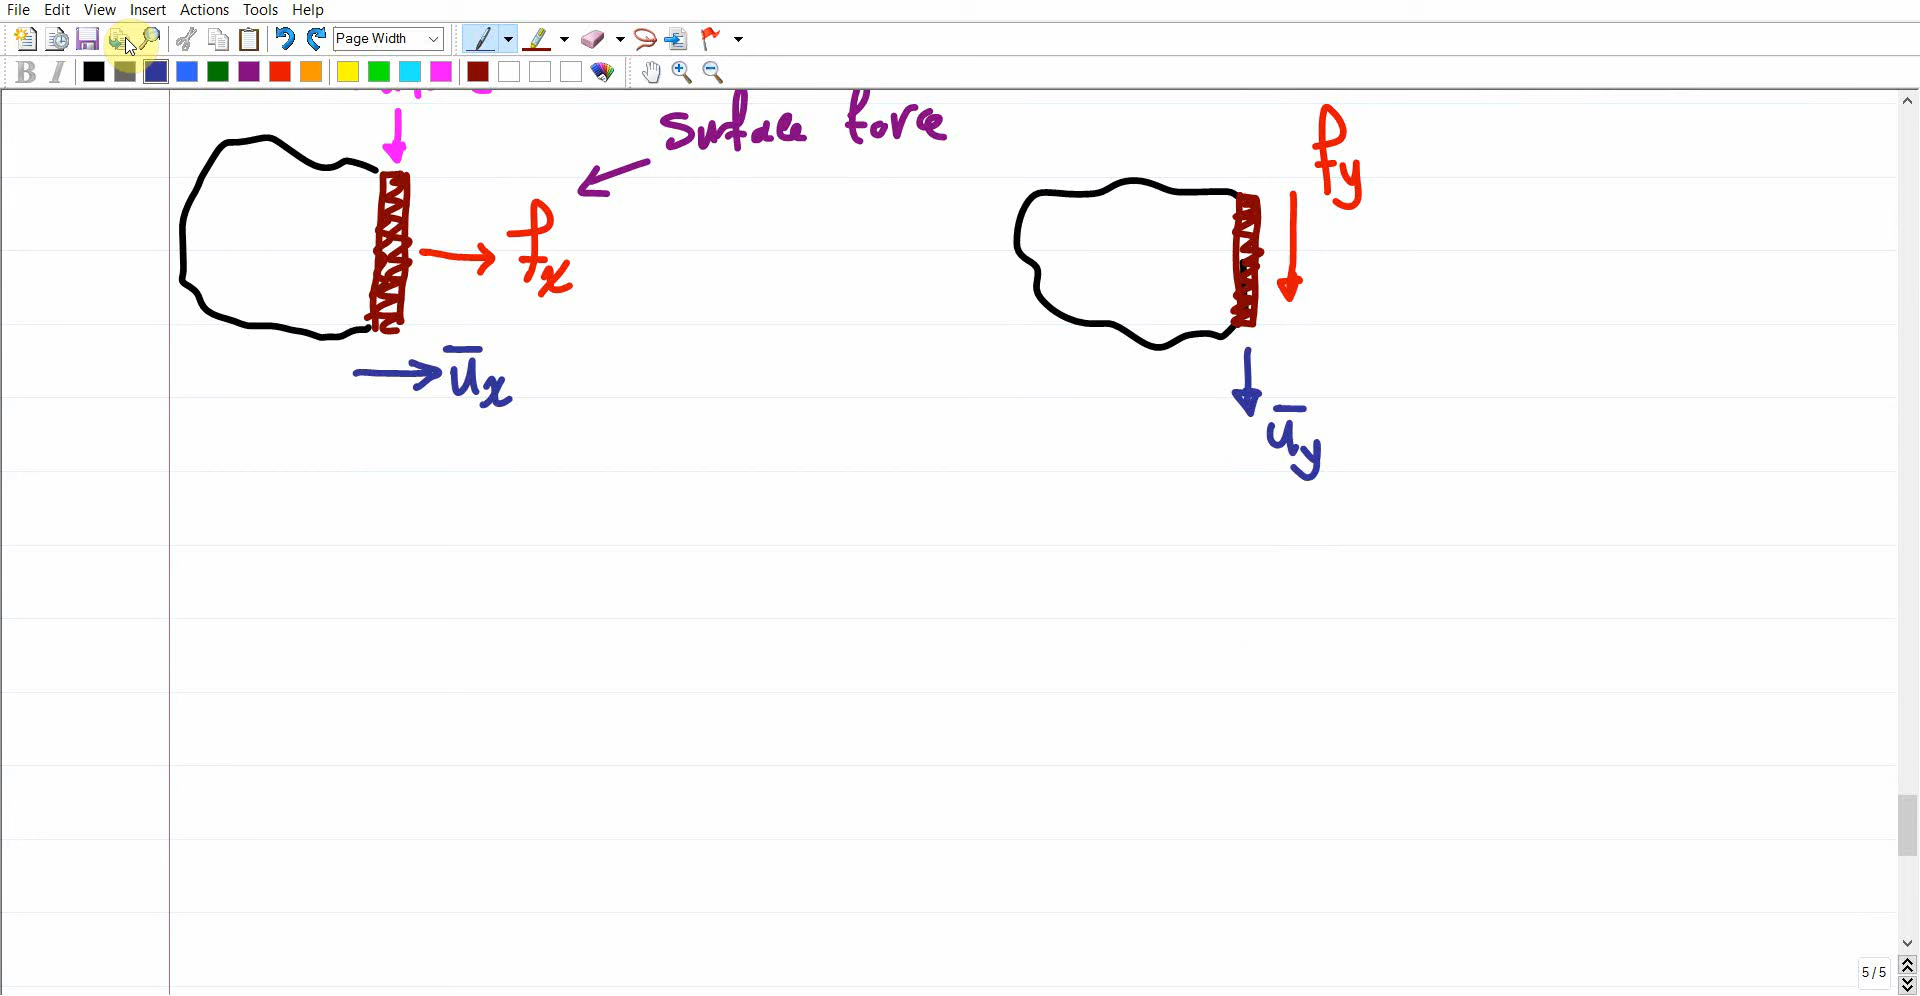 File Edit View Insert Actions Tools Help
Page Width
B I
Surface force
fx
ūx
fy
ūy
5 / 5